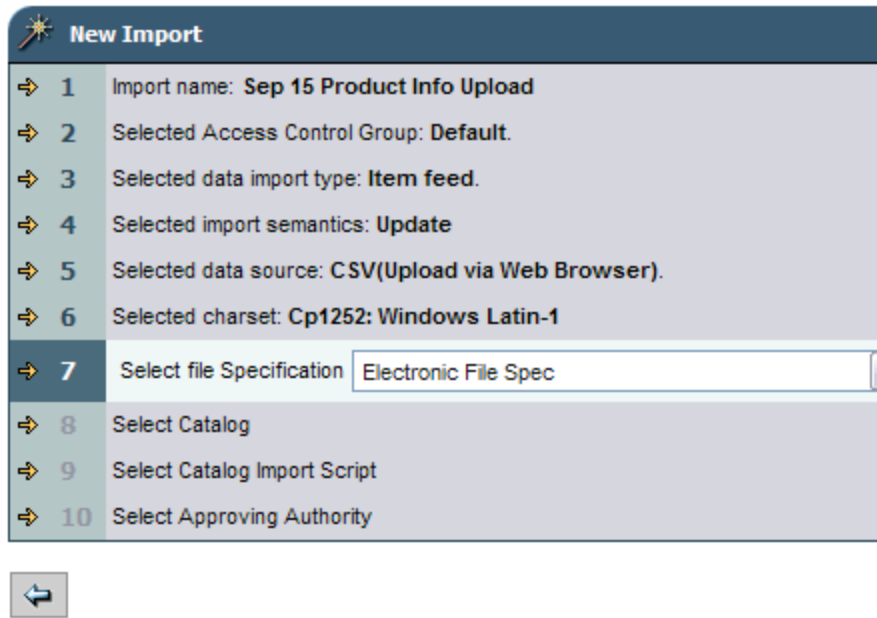 New Import
1 Import name: Sep 15 Product Info Upload
2 Selected Access Control Group: Default.
3 Selected data import type: Item feed.
4 Selected import semantics: Update
5 Selected data source: CSV(Upload via Web Browser).
6 Selected charset: Cp1252: Windows Latin-1
7 Select file Specification Electronic File Spec
8 Select Catalog
9 Select Catalog Import Script
10 Select Approving Authority